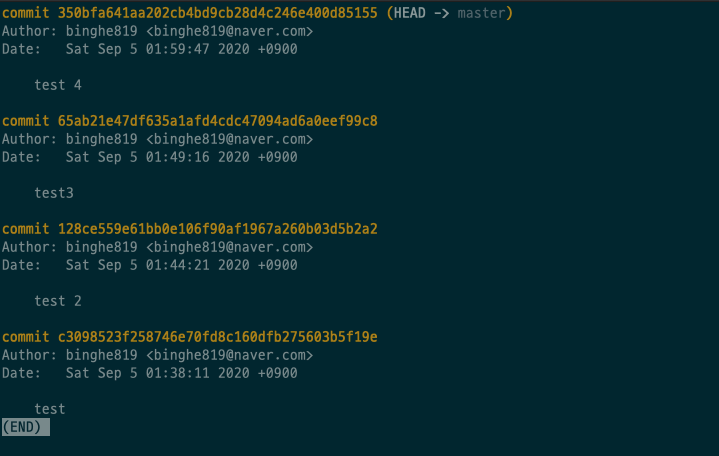 commit 350bfa641aa202cb4bd9cb28d4c246e400d85155 (HEAD -> master)
Author: binghe819 <binghe819@naver.com>
Date:   Sat Sep 5 01:59:47 2020 +0900
test 4
commit 65ab21e47df635a1afd4cdc47094ad6a0eef99c8
Author: binghe819 <binghe819@naver.com>
Date:   Sat Sep 5 01:49:16 2020 +0900
test3
commit 128ce559e61bb0e106f90af1967a260b03d5b2a2
Author: binghe819 <binghe819@naver.com>
Date:   Sat Sep 5 01:44:21 2020 +0900
test 2
commit c3098523f258746e70fd8c160dfb275603b5f19e
Author: binghe819 <binghe819@naver.com>
Date:   Sat Sep 5 01:38:11 2020 +0900
test
(END)